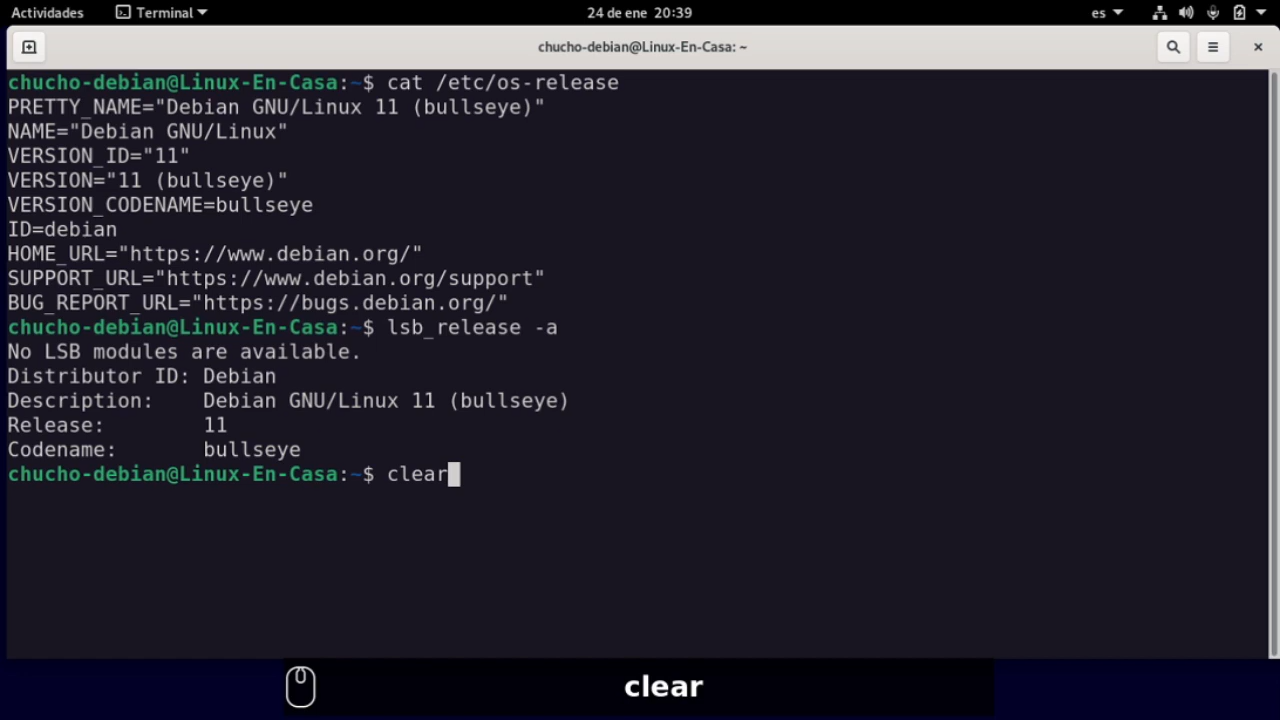 Actividades Terminal 24 de ene 20:39 es
chucho-debian@Linux-En-Casa: ~
chucho-debian@Linux-En-Casa:~$ cat /etc/os-release
PRETTY_NAME="Debian GNU/Linux 11 (bullseye)"
NAME="Debian GNU/Linux"
VERSION_ID="11"
VERSION="11 (bullseye)"
VERSION_CODENAME=bullseye
ID=debian
HOME_URL="https://www.debian.org/"
SUPPORT_URL="https://www.debian.org/support"
BUG_REPORT_URL="https://bugs.debian.org/"
chucho-debian@Linux-En-Casa:~$ lsb_release -a
No LSB modules are available.
Distributor ID: Debian
Description:    Debian GNU/Linux 11 (bullseye)
Release:        11
Codename:       bullseye
chucho-debian@Linux-En-Casa:~$ clear
clear